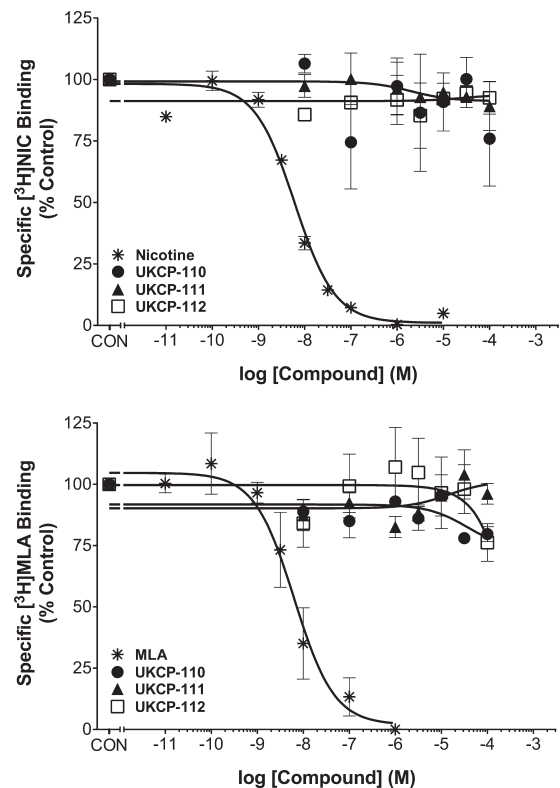 125
100
75
50
25
0
Specific [³H]NIC Binding
(% Control)
Nicotine
UKCP-110
UKCP-111
UKCP-112
CON -11 -10 -9 -8 -7 -6 -5 -4 -3
log [Compound] (M)
125
100
75
50
25
0
Specific [³H]MLA Binding
(% Control)
MLA
UKCP-110
UKCP-111
UKCP-112
CON -11 -10 -9 -8 -7 -6 -5 -4 -3
log [Compound] (M)